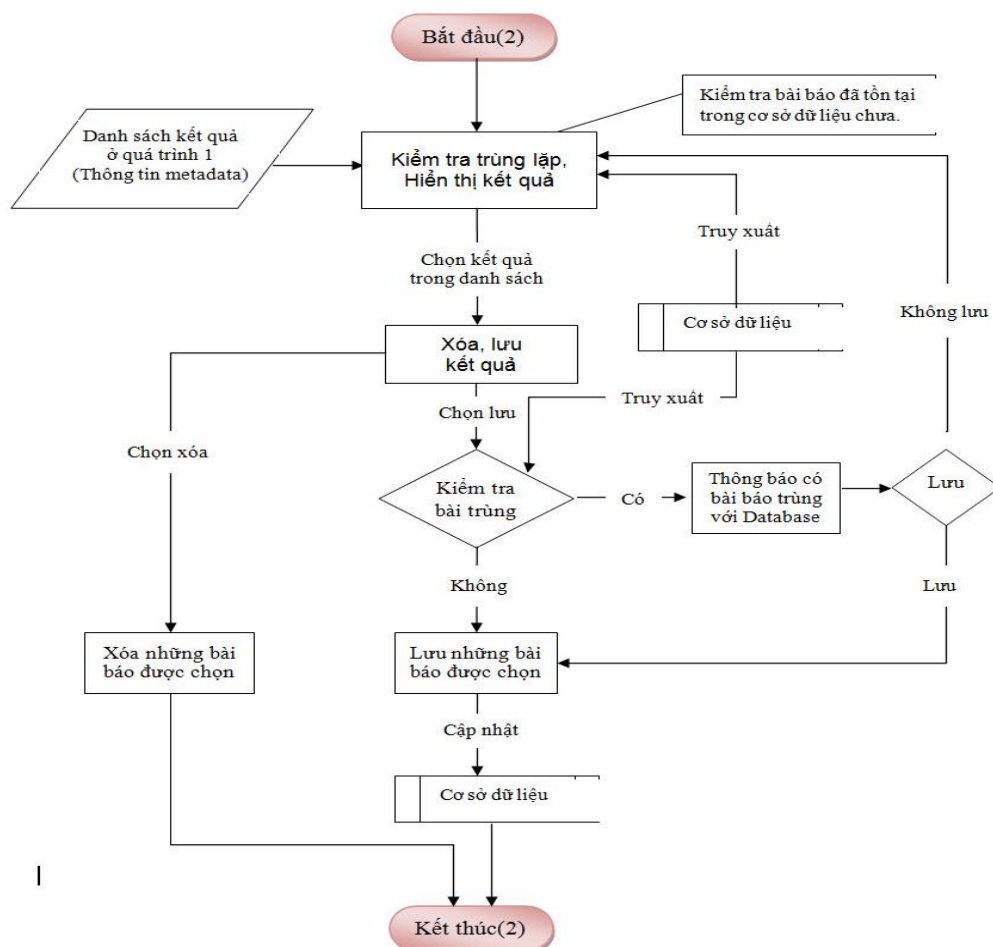 Bắt đầu(2)
Kiểm tra bài báo đã tồn tại
trong cơ sở dữ liệu chưa.
Danh sách kết quả
ở quá trình 1
(Thông tin metadata)
Kiểm tra trùng lặp,
Hiển thị kết quả
Truy xuất
Chọn kết quả
trong danh sách
Không lưu
Cơ sở dữ liệu
Xóa, lưu
kết quả
Truy xuất
Chọn lưu
Chọn xóa
Kiểm tra
bài trùng
Có
Thông báo có
bài báo trùng
với Database
Lưu
Không
Lưu
Xóa những bài
báo được chọn
Lưu những bài
báo được chọn
Cập nhật
Cơ sở dữ liệu
Kết thúc(2)